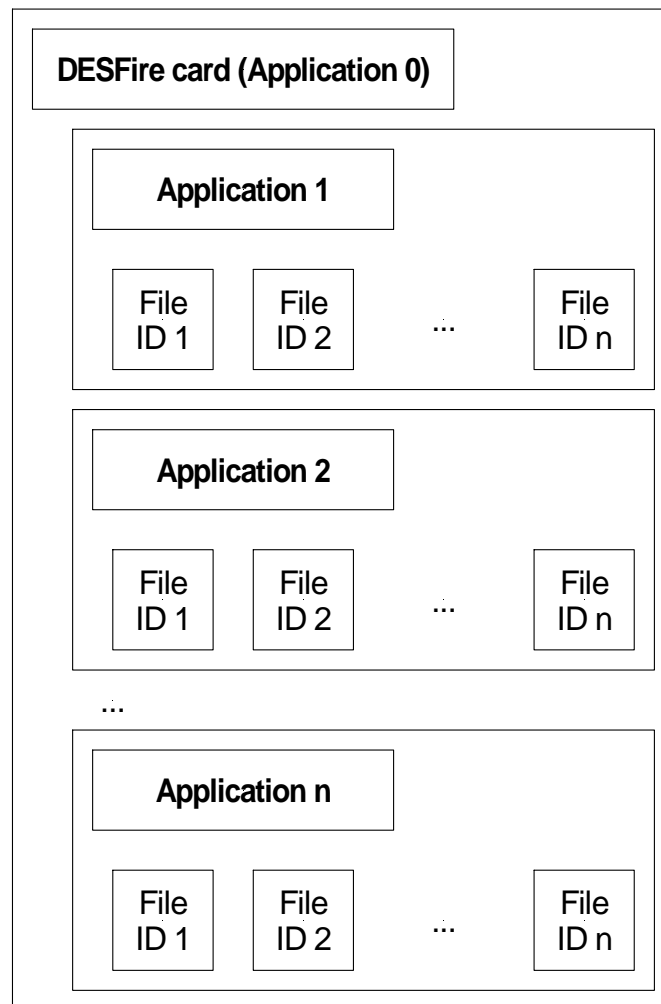 DESFire card (Application 0)
Application 1
File File File
ID 1 ID 2 ... ID n
Application 2
File File File
ID 1 ID 2 ... ID n
...
Application n
File File File
ID 1 ID 2 ... ID n